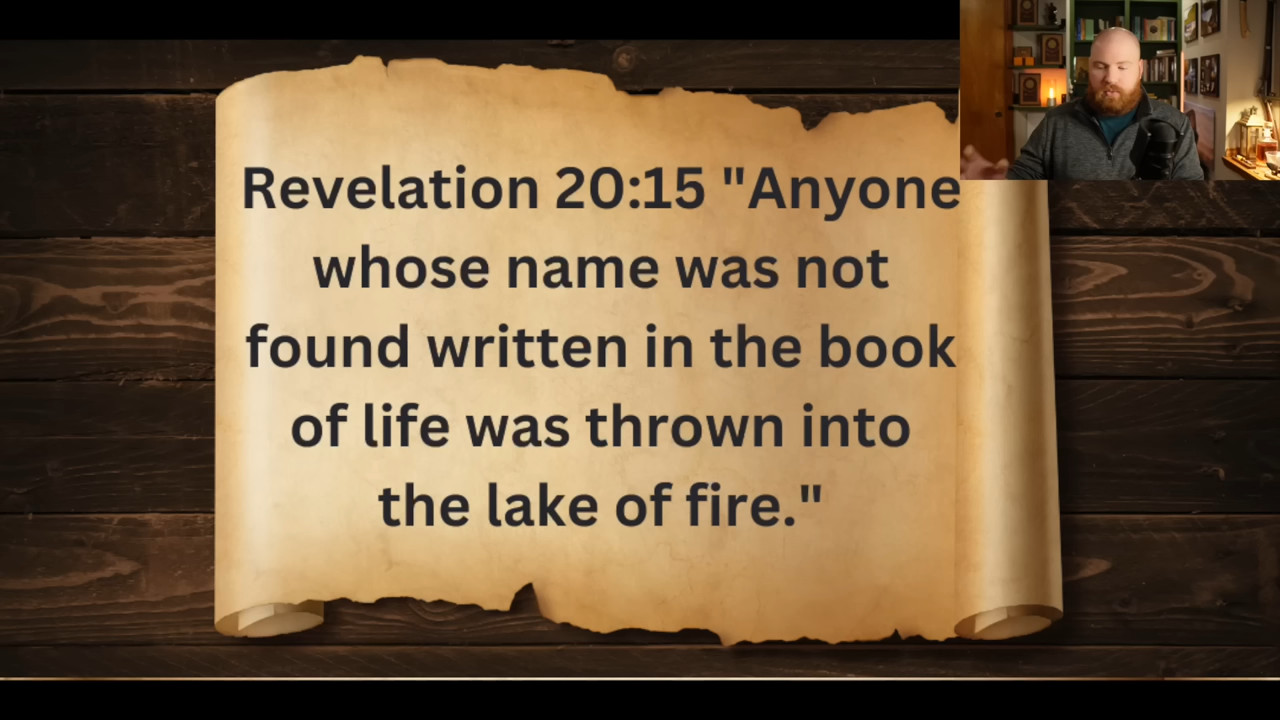 Revelation 20:15 "Anyone
whose name was not
found written in the book
of life was thrown into
the lake of fire."